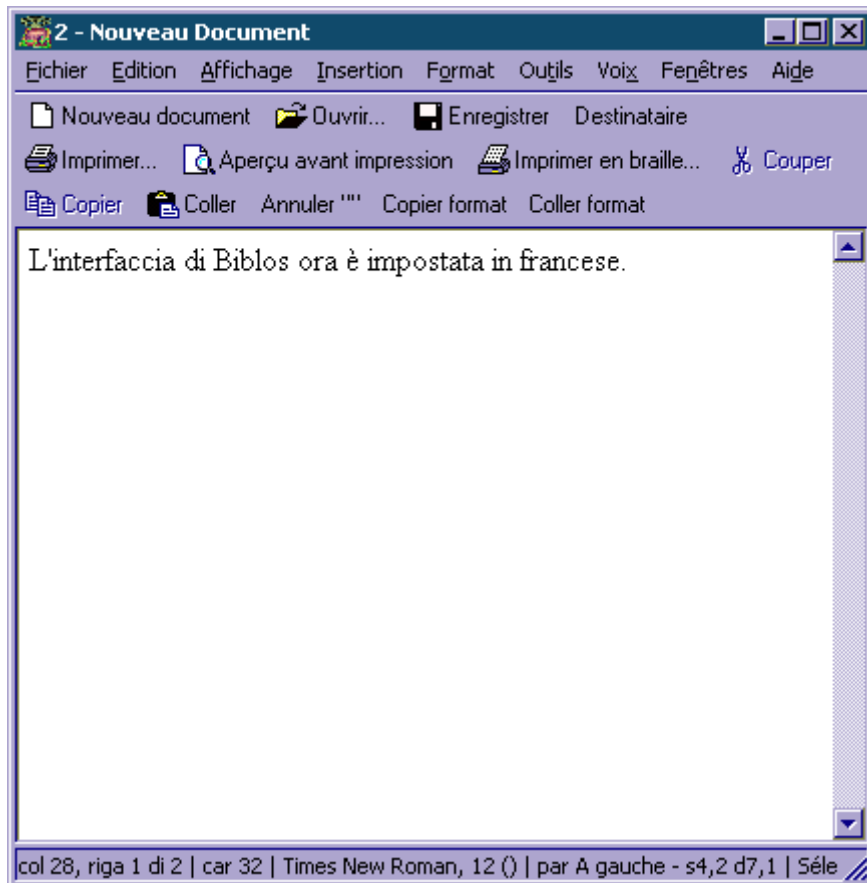 2 - Nouveau Document
Fichier Edition Affichage Insertion Format Outils Voix Fenêtres Aide
Nouveau document Ouvrir... Enregistrer Destinataire
Imprimer... Aperçu avant impression Imprimer en braille... Couper
Copier Coller Annuler "" Copier format Coller format
L'interfaccia di Biblos ora è impostata in francese.
col 28, riga 1 di 2 | car 32 | Times New Roman, 12 () | par A gauche - s4,2 d7,1 | Séle